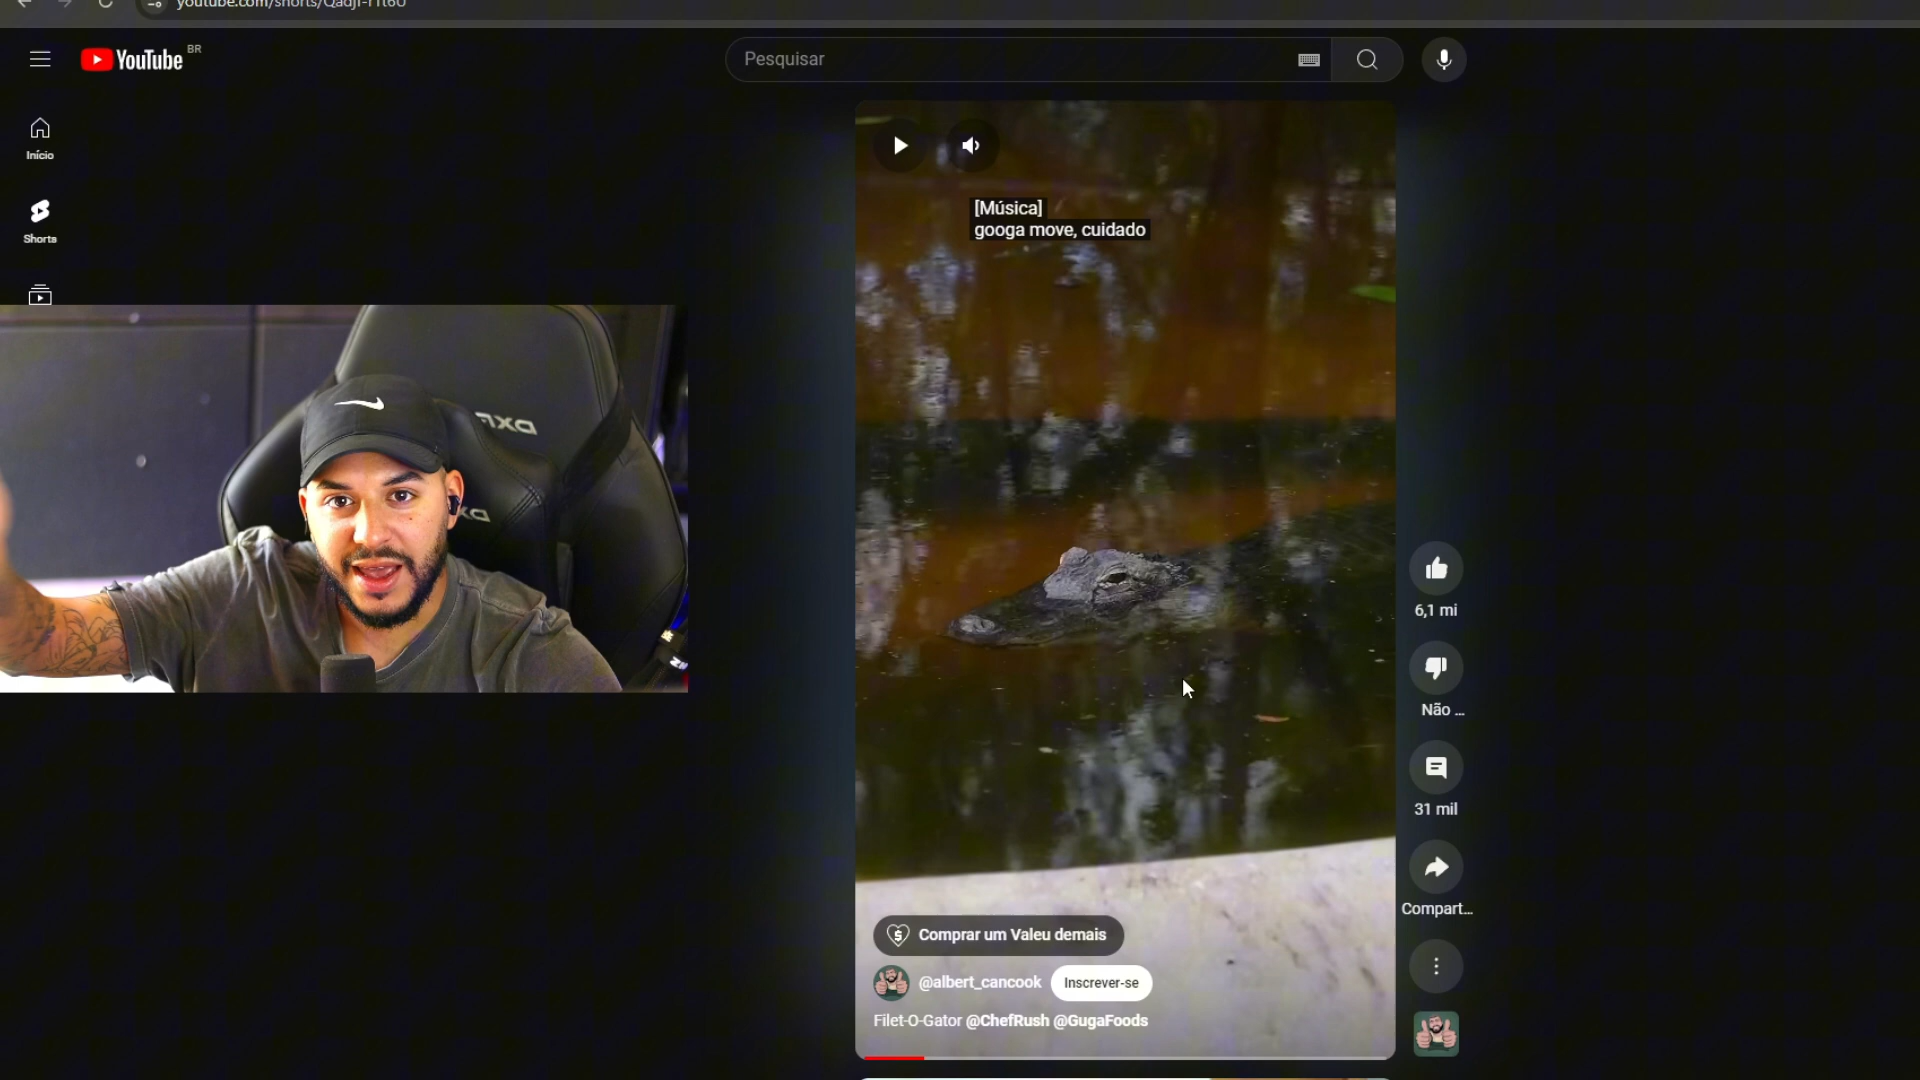 YouTube BR
Pesquisar
Início
Shorts
[Música]
googa move, cuidado
AXA
6,1 mi
Não ...
31 mil
Compart...
Comprar um Valeu demais
@albert_cancook
Inscrever-se
Filet-O-Gator @ChefRush @GugaFoods